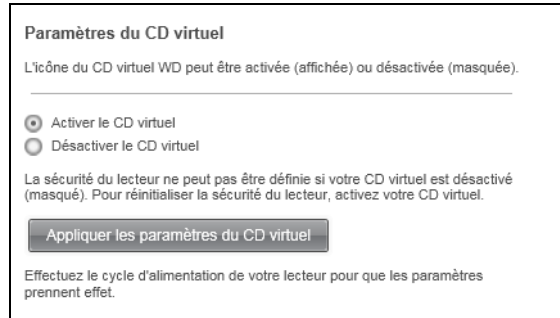 Paramètres du CD virtuel
L'icône du CD virtuel WD peut être activée (affichée) ou désactivée (masquée).
Activer le CD virtuel
Désactiver le CD virtuel
La sécurité du lecteur ne peut pas être définie si votre CD virtuel est désactivé
(masqué). Pour réinitialiser la sécurité du lecteur, activez votre CD virtuel.
Appliquer les paramètres du CD virtuel
Effectuez le cycle d'alimentation de votre lecteur pour que les paramètres
prennent effet.